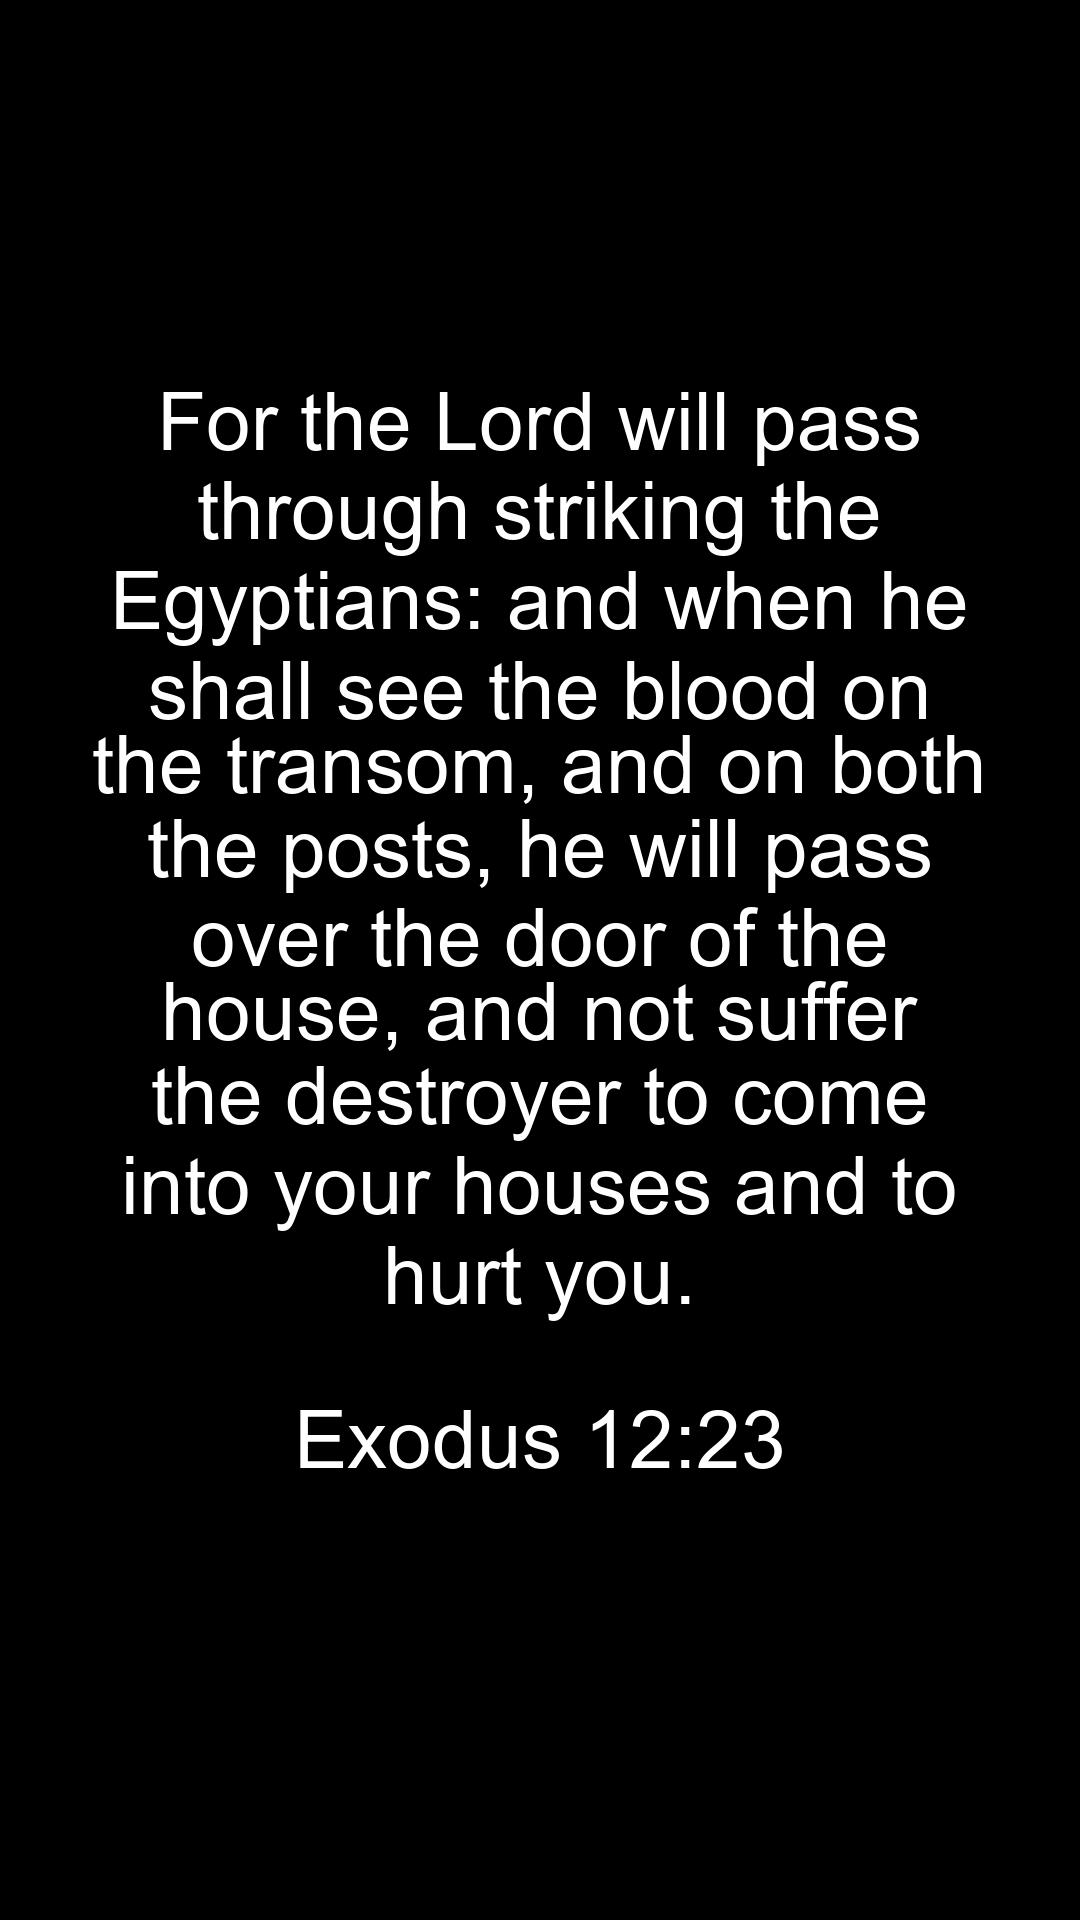 For the Lord will pass
through striking the
Egyptians: and when he
shall see the blood on
the transom, and on both
the posts, he will pass
over the door of the
house, and not suffer
the destroyer to come
into your houses and to
hurt you.
Exodus 12:23